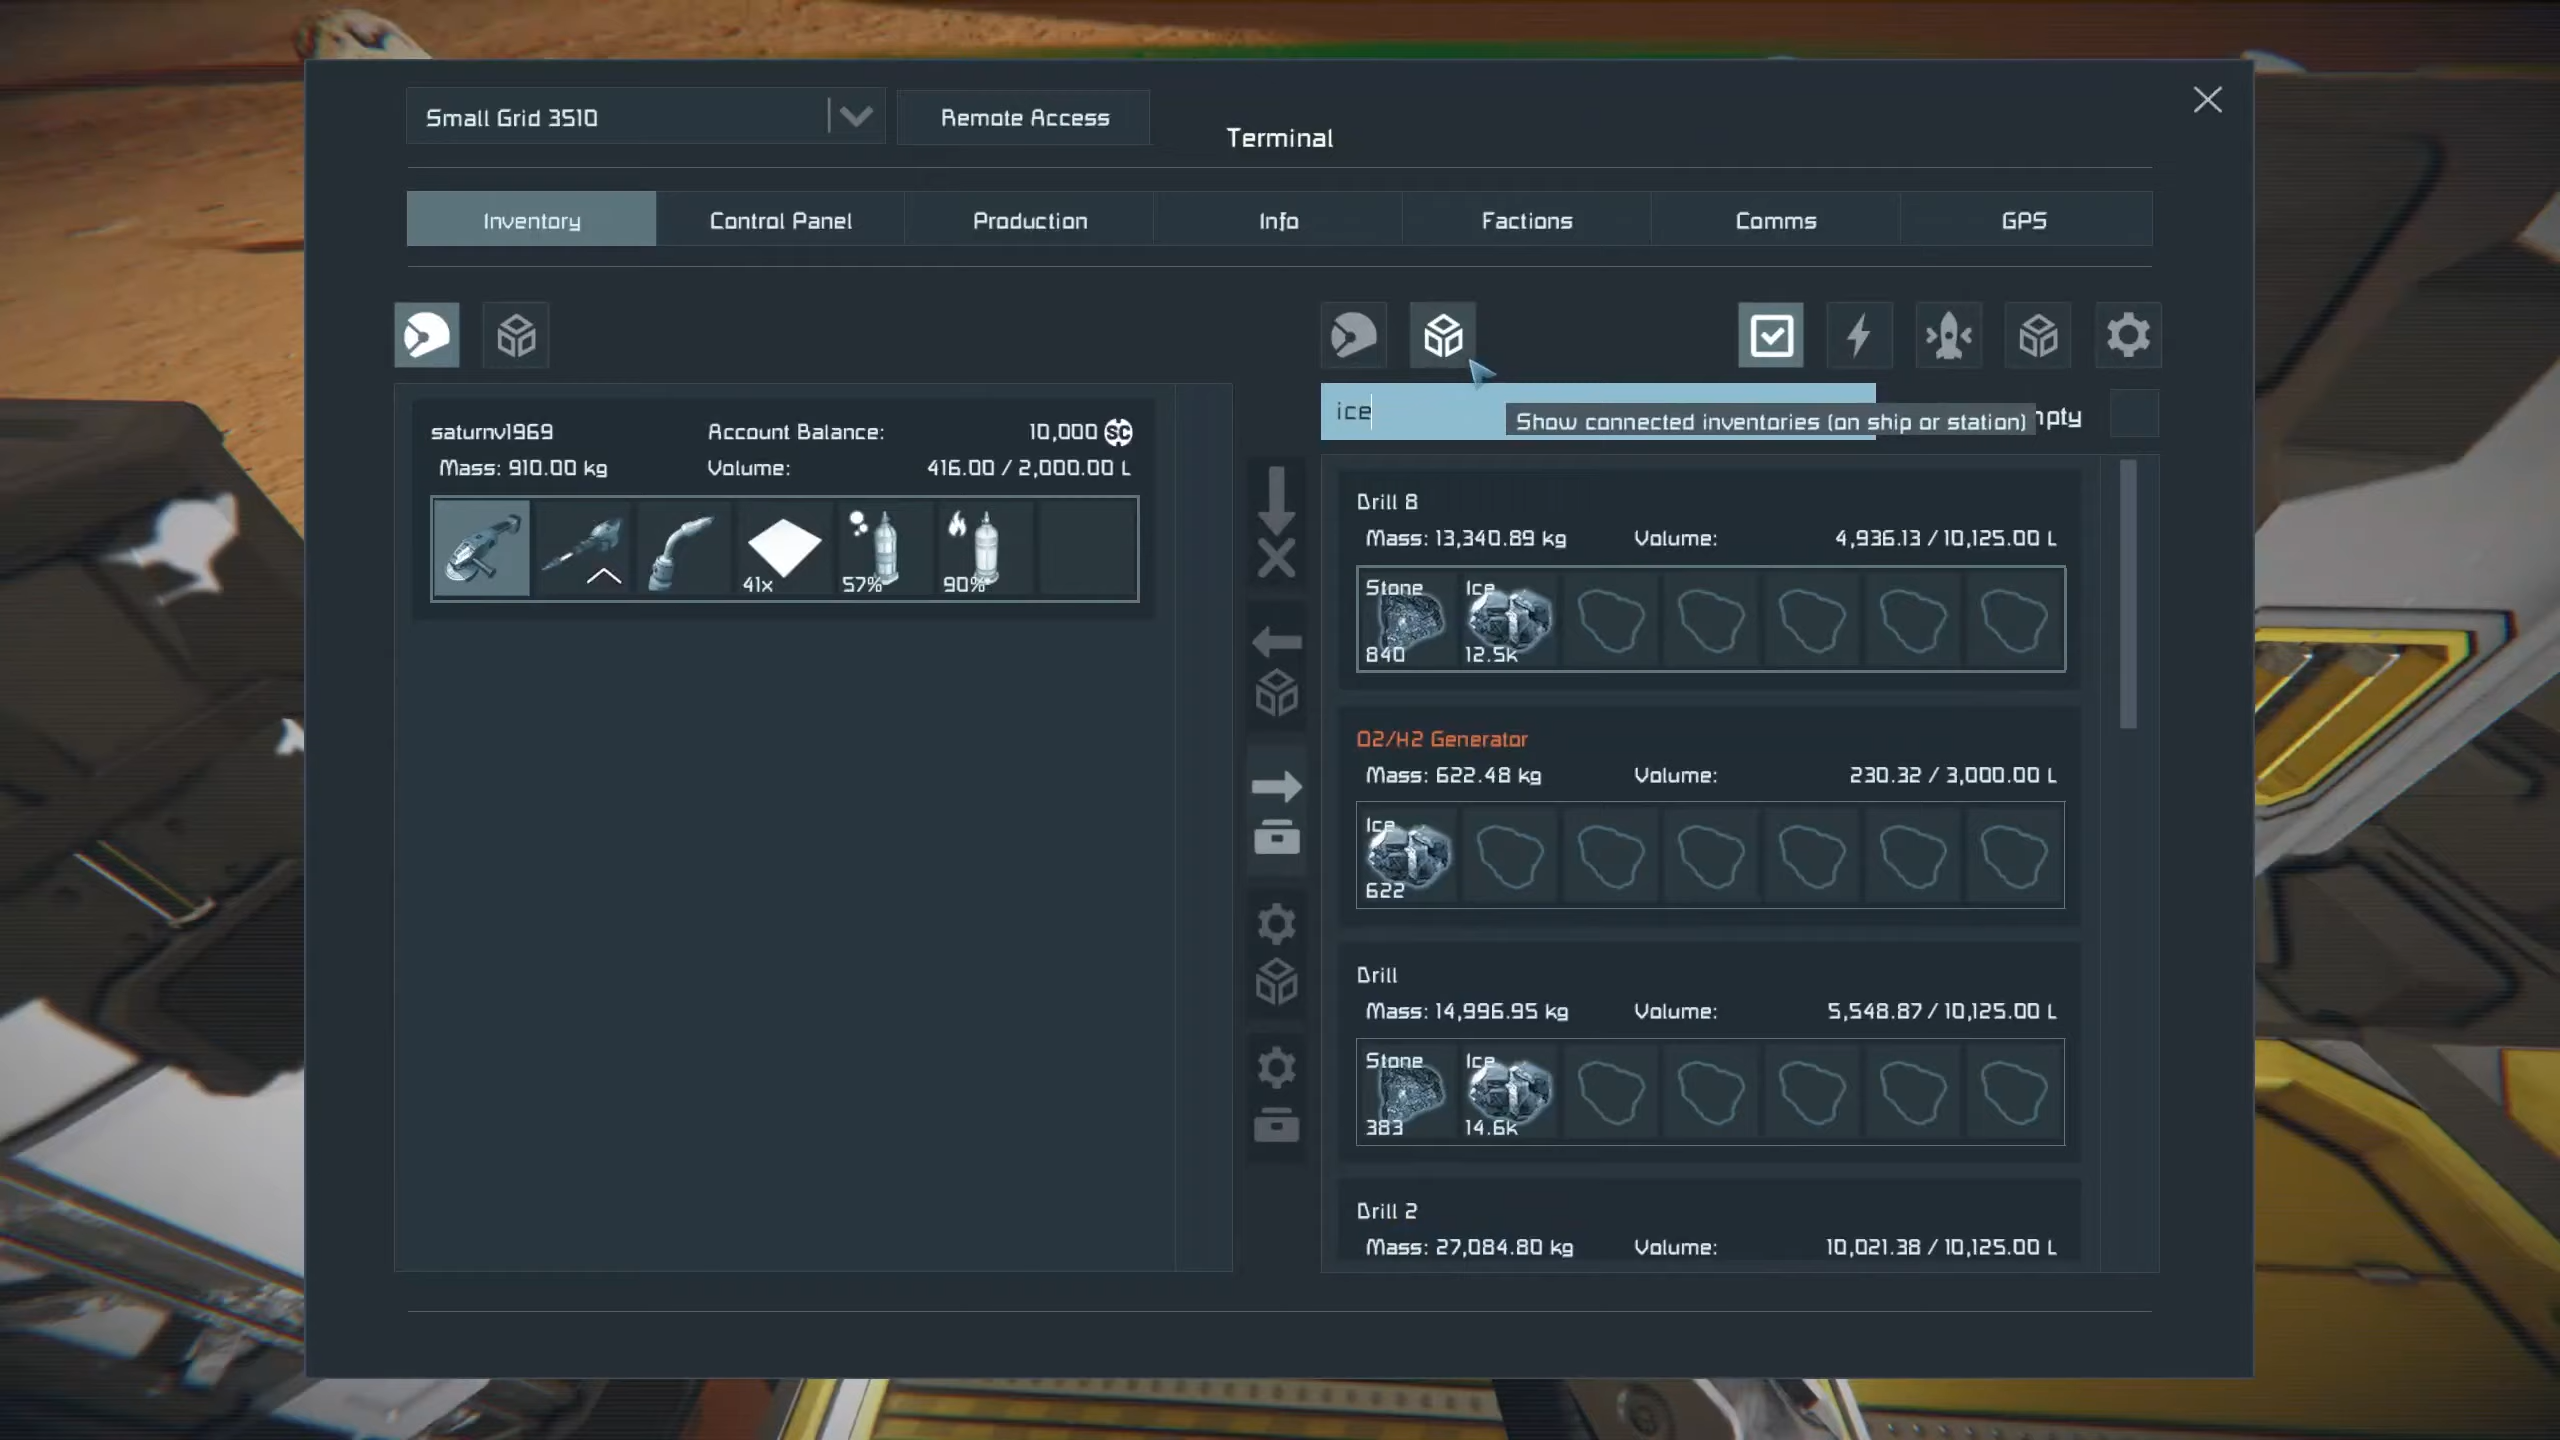 Small Grid 3510
Remote Access
Terminal
Inventory
Control Panel
Production
Info
Factions
Comms
GPS
ice
Show connected inventories (on ship or station)
saturnv1969
Account Balance:
10,000 SC
Mass: 910.00 kg
Volume:
416.00 / 2,000.00 L
41x
57%
90%
Drill 8
Mass: 13,340.89 kg
Volume:
4,936.13 / 10,125.00 L
Stone
840
Ice
12.5k
O2/H2 Generator
Mass: 622.48 kg
Volume:
230.32 / 3,000.00 L
Ice
622
Drill
Mass: 14,996.95 kg
Volume:
5,548.87 / 10,125.00 L
Stone
383
Ice
14.6k
Drill 2
Mass: 27,084.80 kg
Volume:
10,021.38 / 10,125.00 L